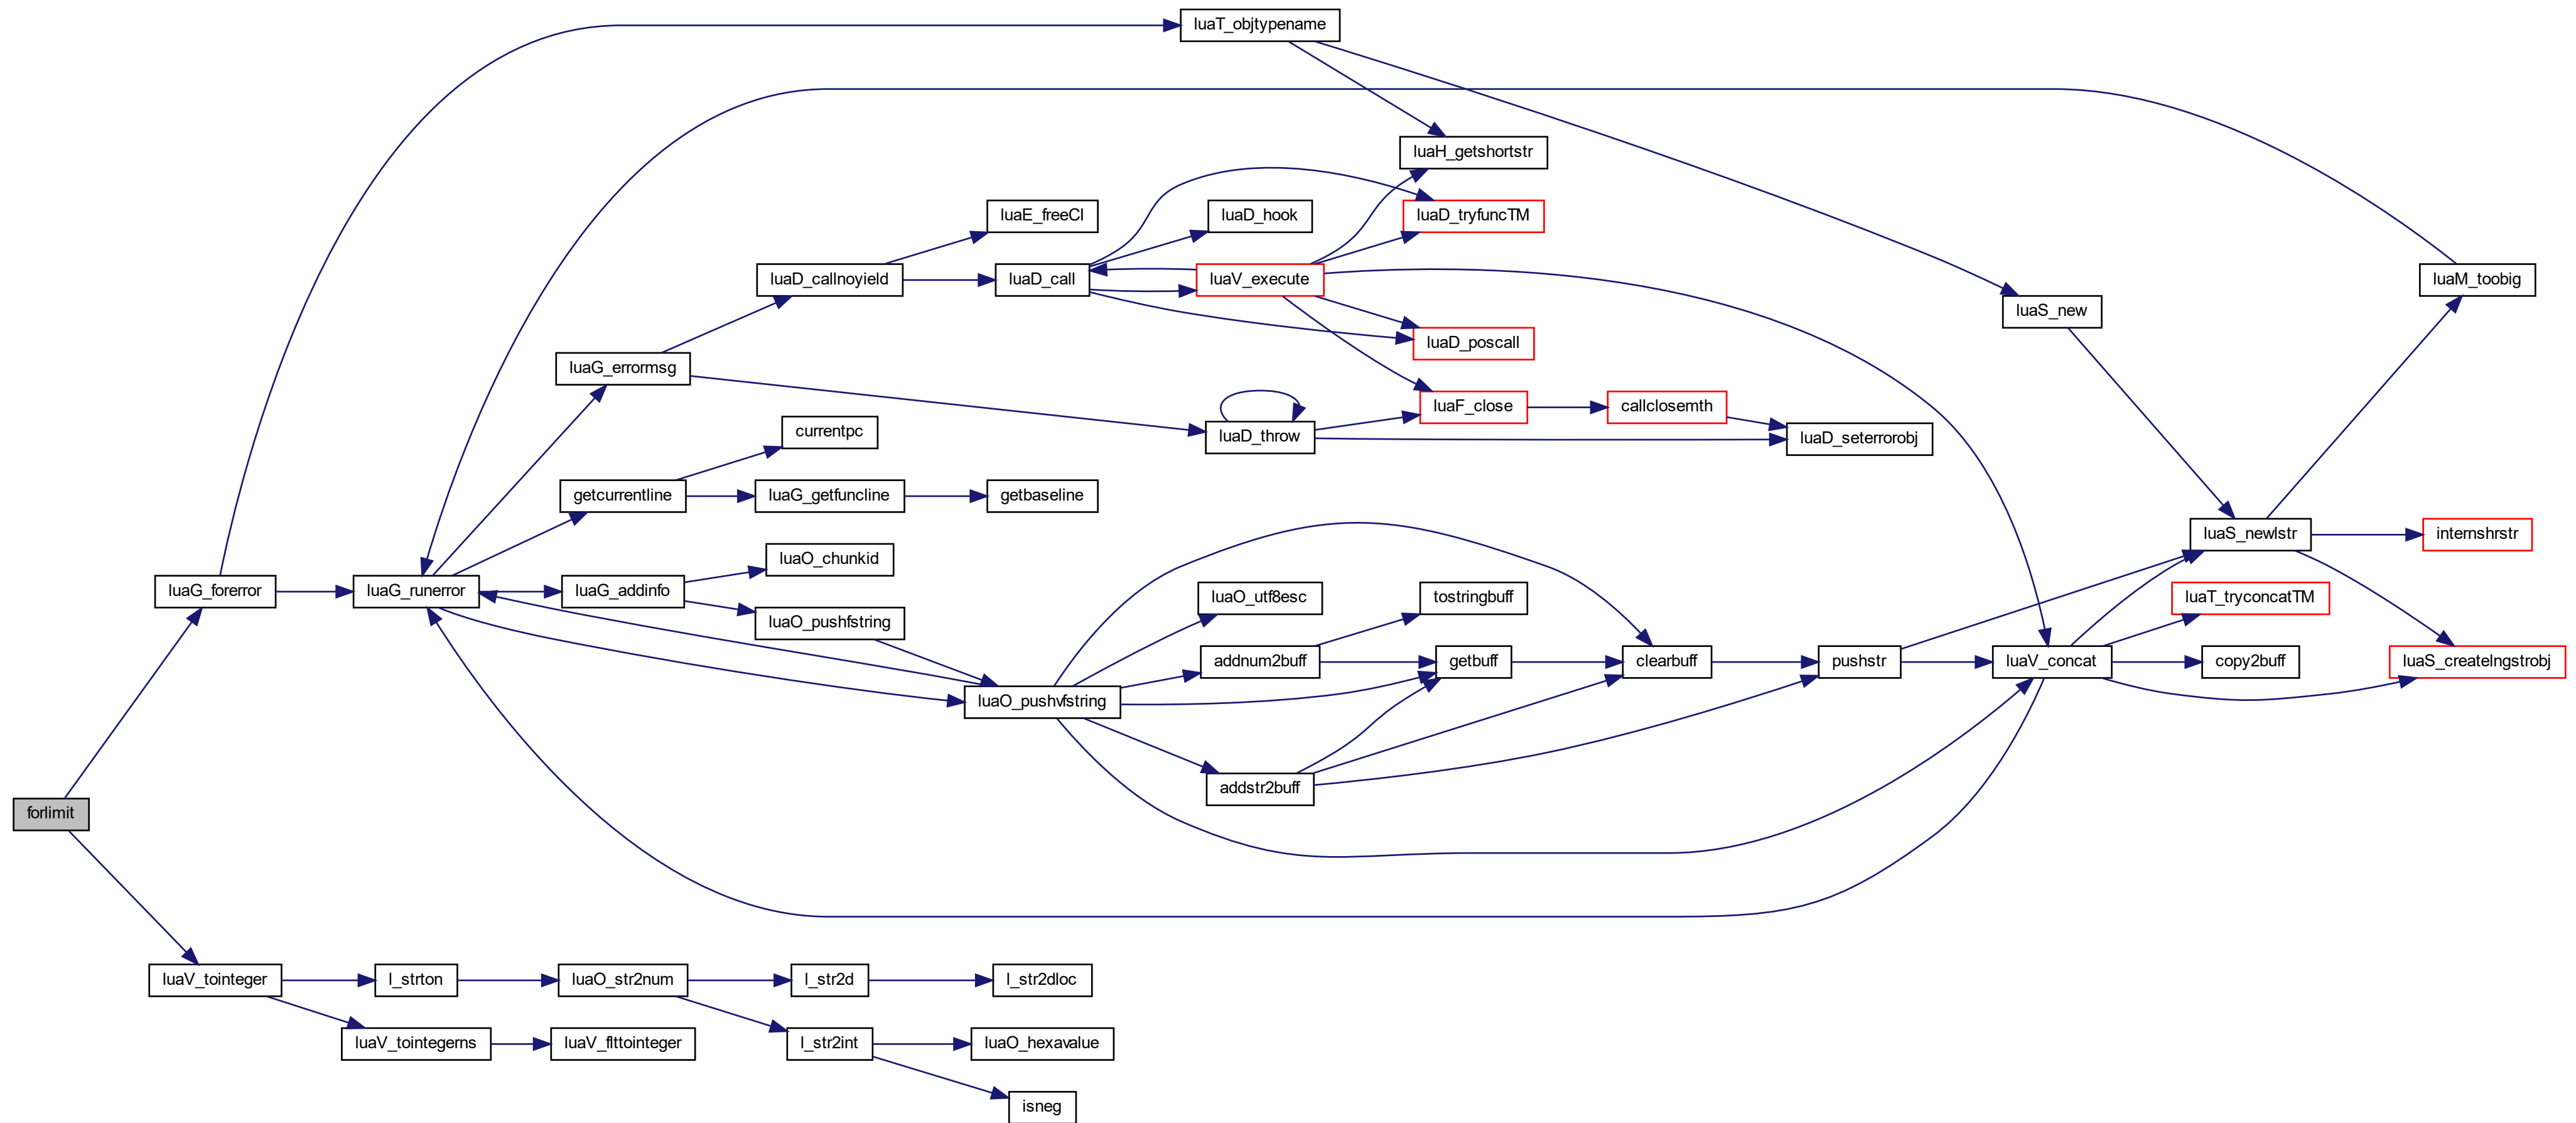 luaT_objtypename
luaH_getshortstr
luaE_freeCI
luaD_hook
luaD_tryfuncTM
luaD_callnoyield
luaD_call
luaV_execute
luaM_toobig
luaS_new
luaD_poscall
luaG_errormsg
luaF_close
callclosemth
currentpc
luaD_throw
luaD_seterrorobj
getcurrentline
luaG_getfuncline
getbaseline
luaS_newlstr
internshrstr
luaO_chunkid
luaG_forerror
luaG_runerror
luaG_addinfo
luaO_utf8esc
tostringbuff
luaT_tryconcatTM
luaO_pushfstring
addnum2buff
getbuff
clearbuff
pushstr
luaV_concat
copy2buff
luaS_createlngstrobj
luaO_pushvfstring
addstr2buff
forlimit
luaV_tointeger
l_strton
luaO_str2num
l_str2d
l_str2dloc
luaV_tointegerns
luaV_flttointeger
l_str2int
luaO_hexavalue
isneg